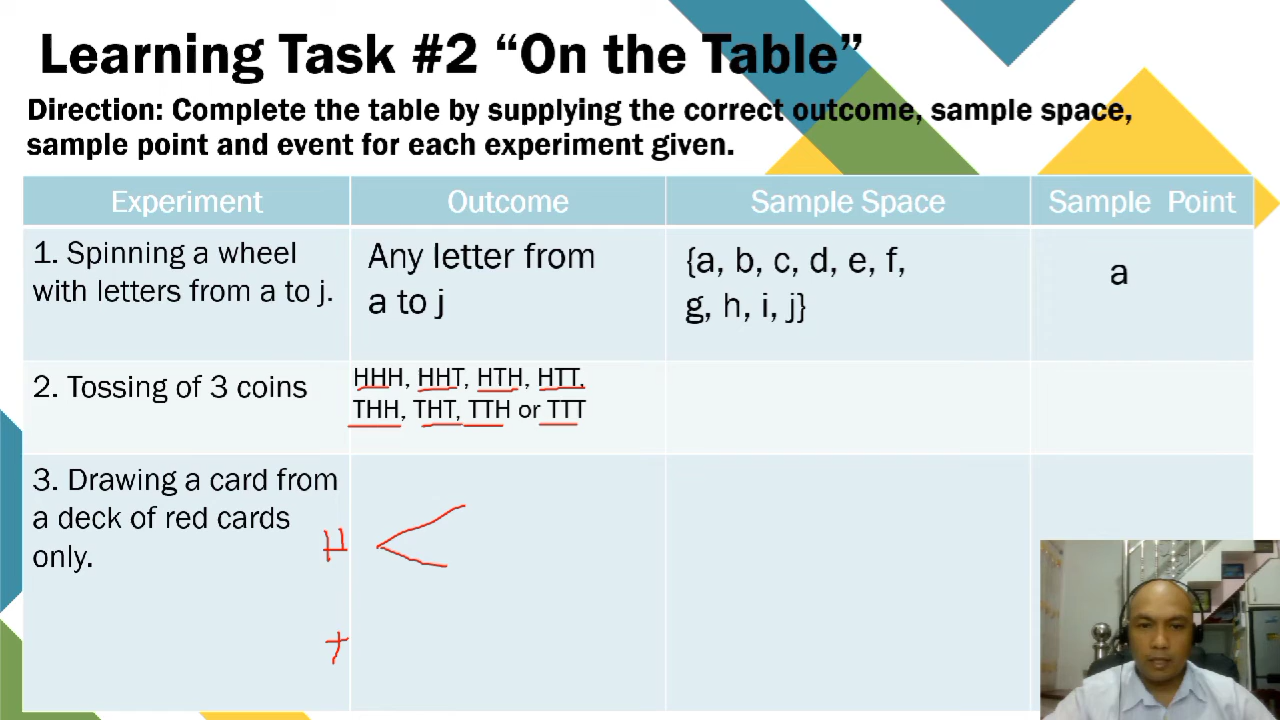 Learning Task #2 “On the Table”
Direction: Complete the table by supplying the correct outcome, sample space,
sample point and event for each experiment given.
Experiment
Outcome
Sample Space
Sample Point
1. Spinning a wheel
with letters from a to j.
Any letter from
a to j
{a, b, c, d, e, f,
g, h, i, j}
a
2. Tossing of 3 coins
HHH, HHT, HTH, HTT,
THH, THT, TTH or TTT
3. Drawing a card from
a deck of red cards
only.
H
T